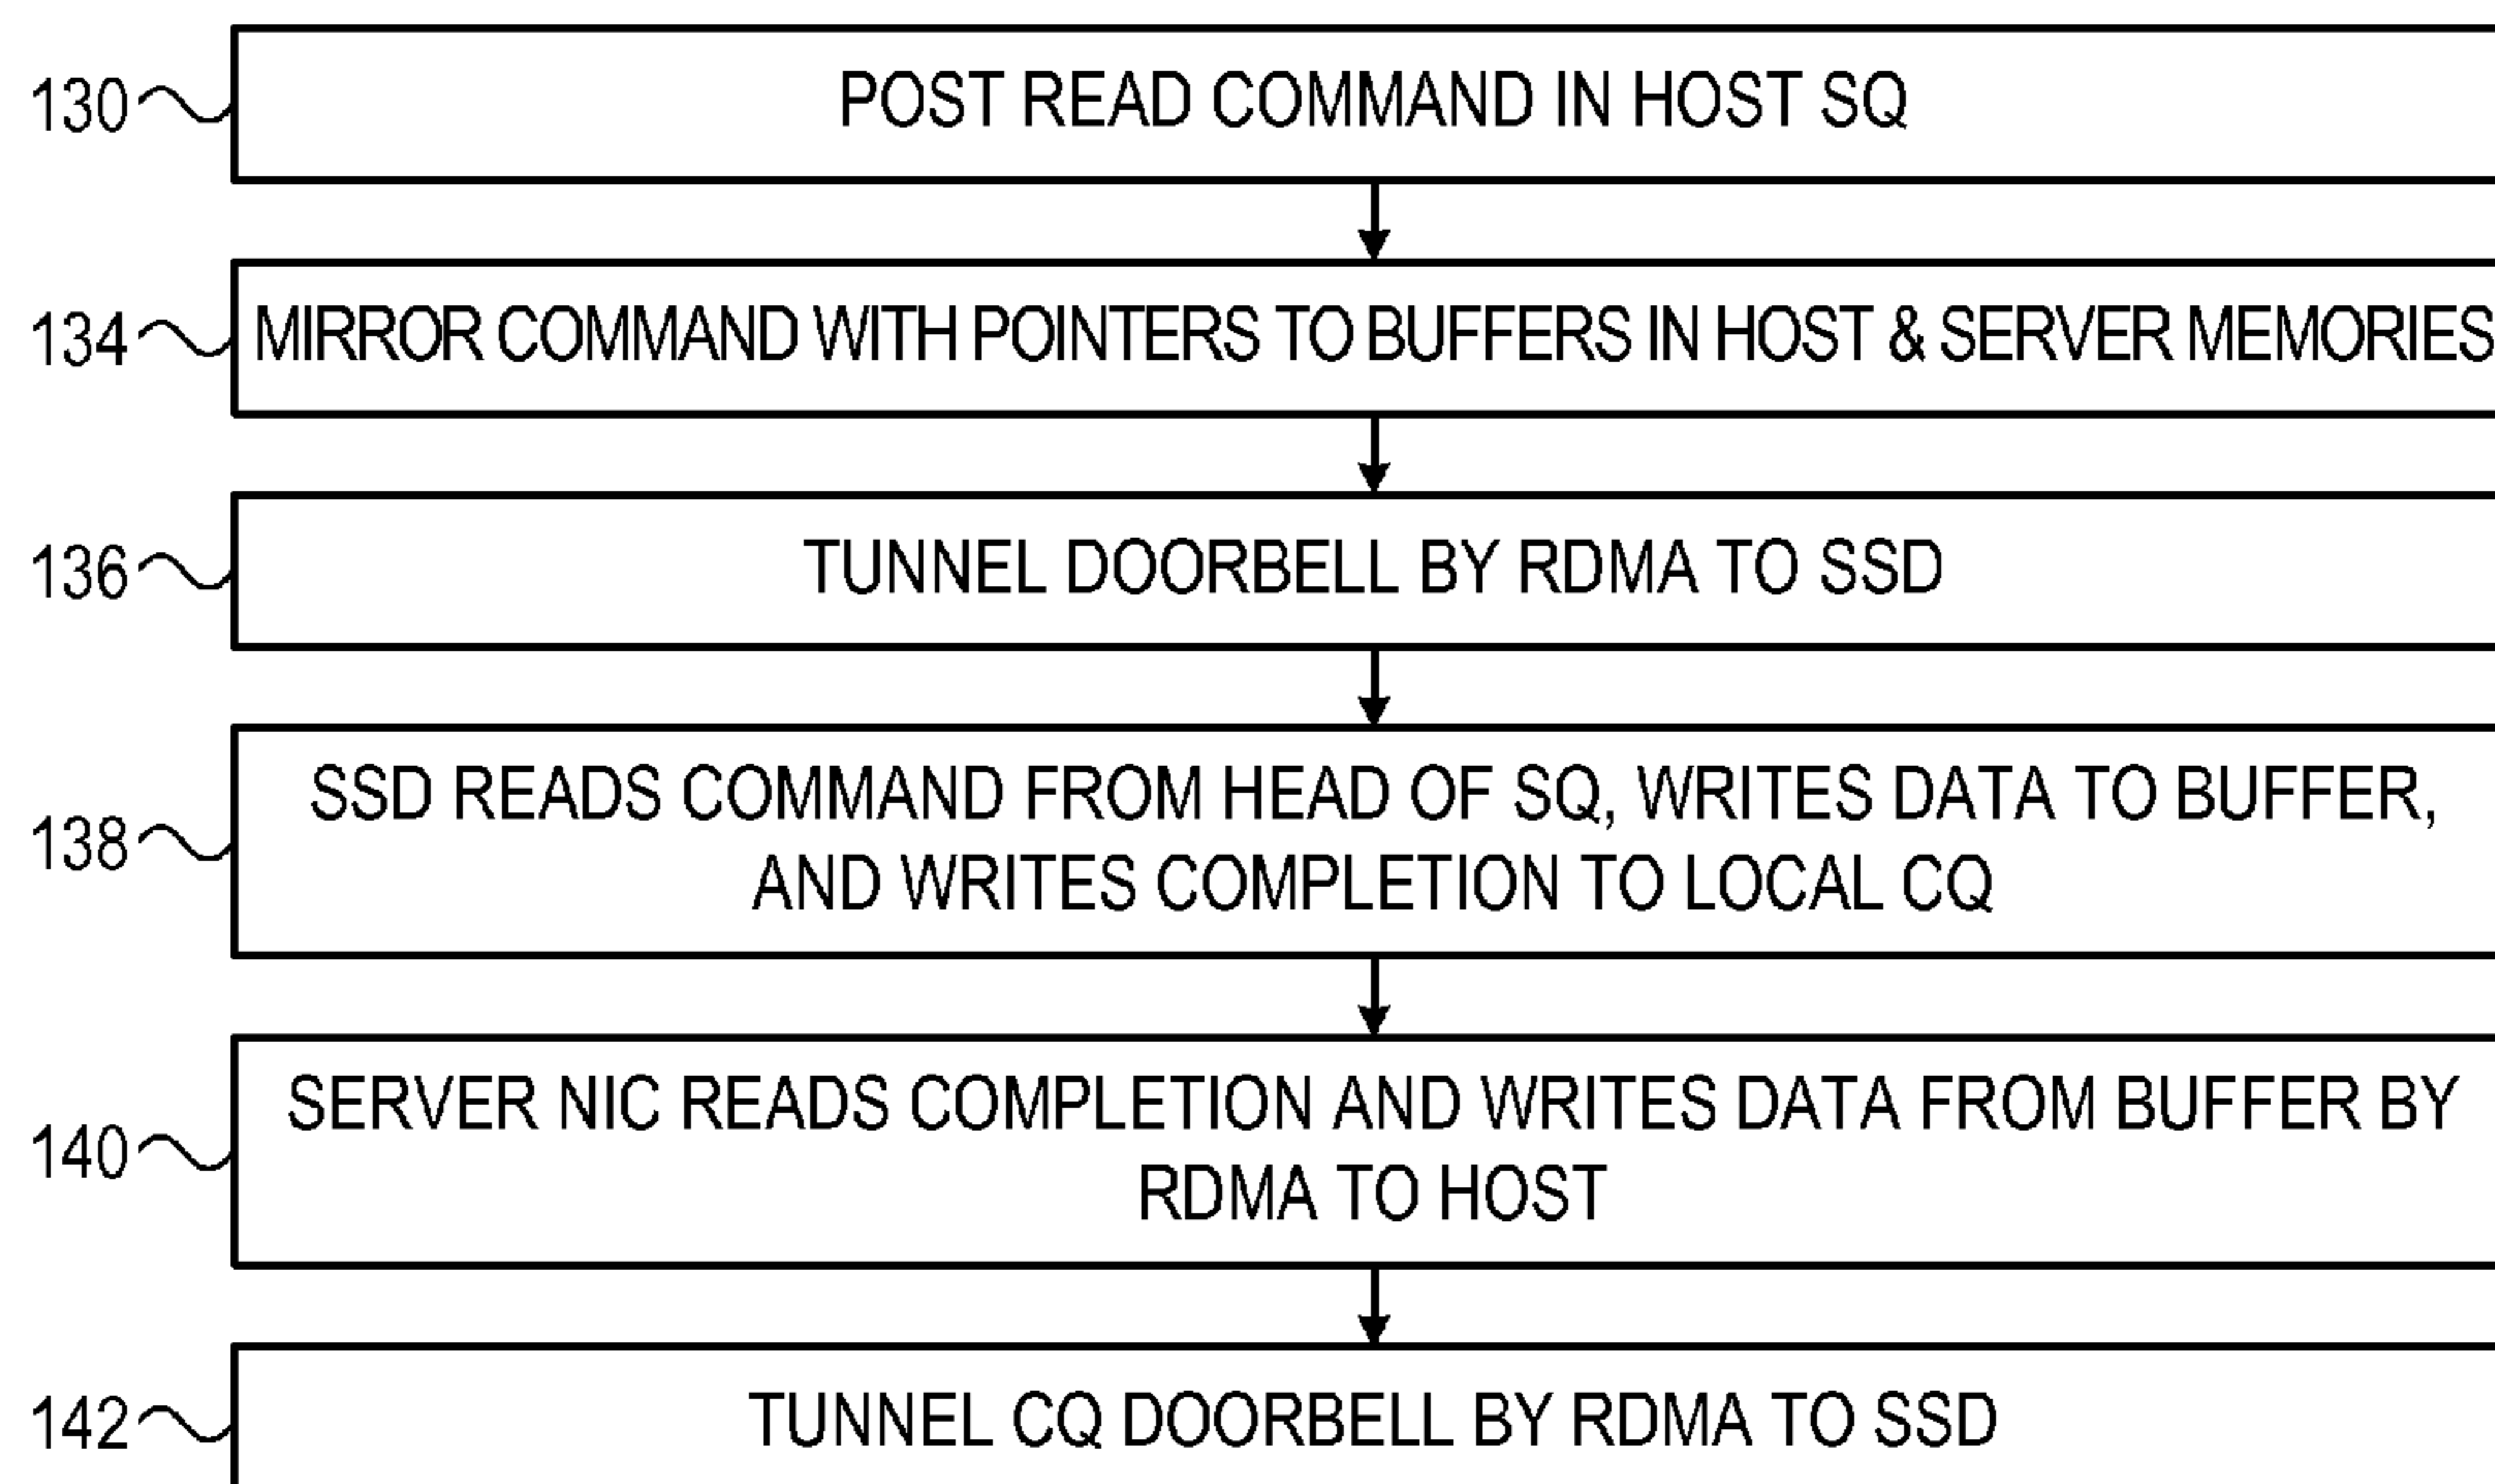 130
POST READ COMMAND IN HOST SQ
134
MIRROR COMMAND WITH POINTERS TO BUFFERS IN HOST & SERVER MEMORIES
136
TUNNEL DOORBELL BY RDMA TO SSD
138
SSD READS COMMAND FROM HEAD OF SQ, WRITES DATA TO BUFFER,
AND WRITES COMPLETION TO LOCAL CQ
140
SERVER NIC READS COMPLETION AND WRITES DATA FROM BUFFER BY
RDMA TO HOST
142
TUNNEL CQ DOORBELL BY RDMA TO SSD